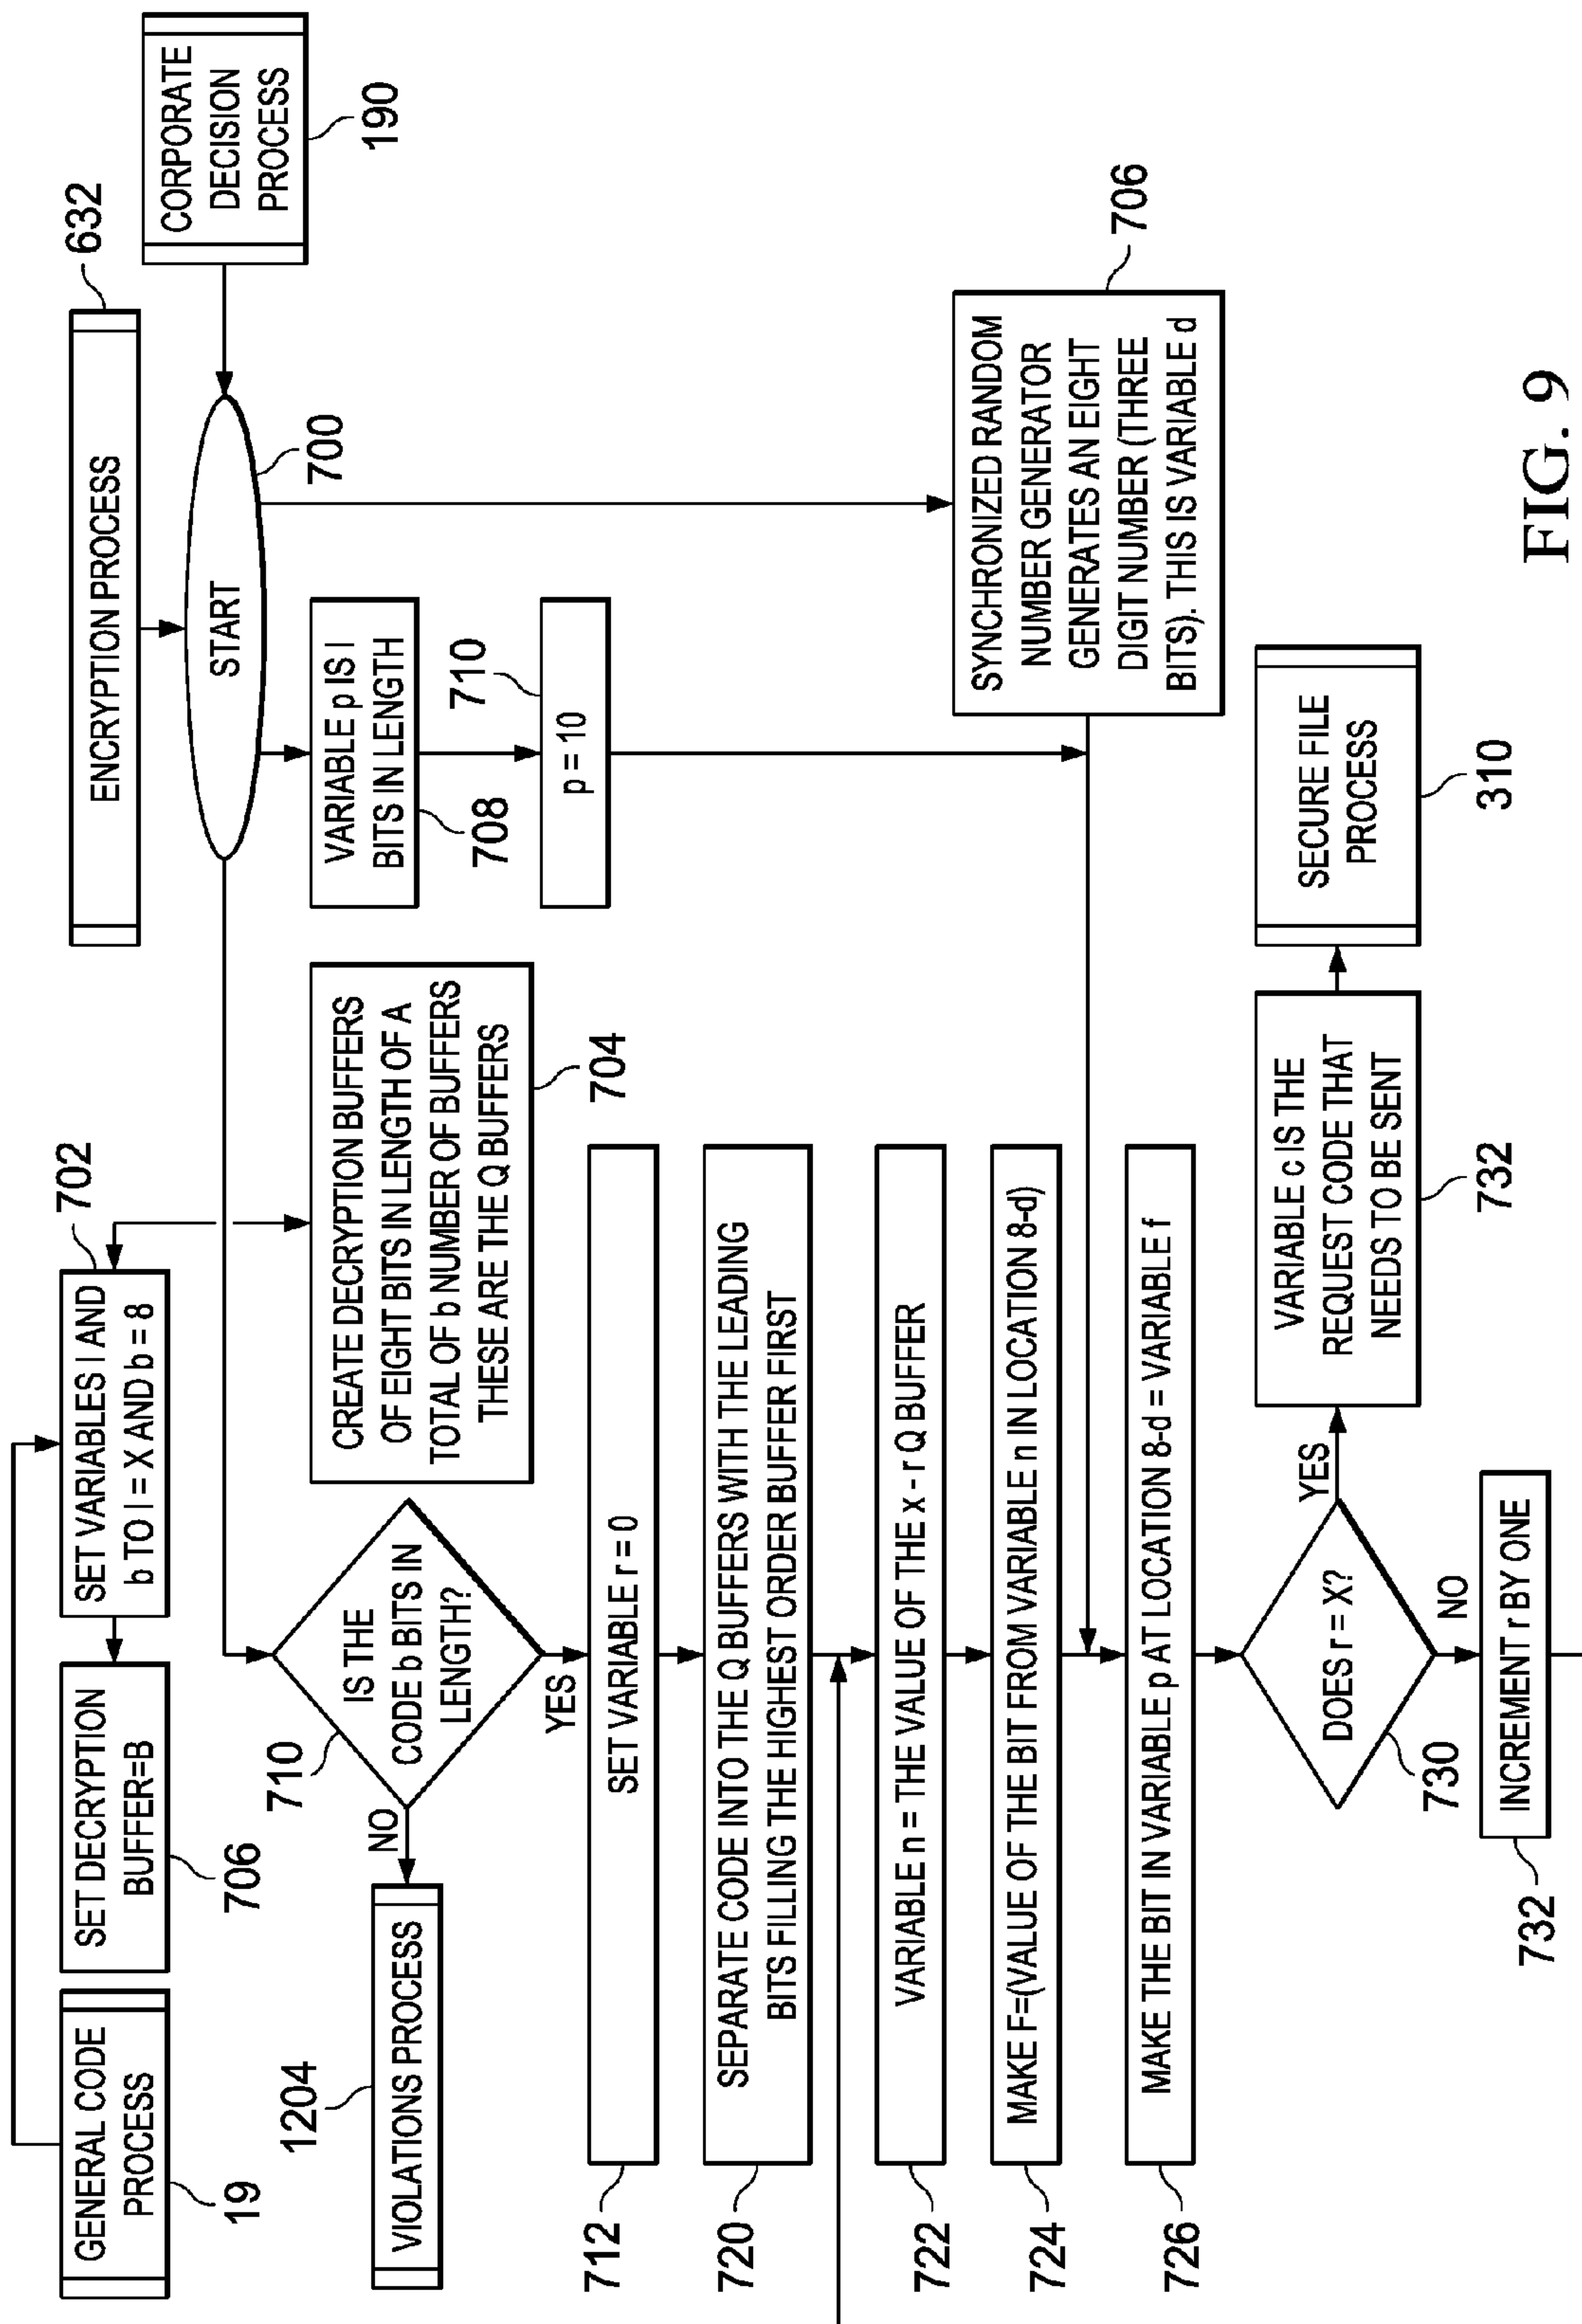 GENERAL CODE
PROCESS
19
SET DECRYPTION
BUFFER=B
706
SET VARIABLES I AND
b TO I = X AND b = 8
702
ENCRYPTION PROCESS
632
CORPORATE
DECISION
PROCESS
190
START
700
VIOLATIONS PROCESS
1204
NO
IS THE
CODE b BITS IN
LENGTH?
710
YES
CREATE DECRYPTION BUFFERS
OF EIGHT BITS IN LENGTH OF A
TOTAL OF b NUMBER OF BUFFERS
THESE ARE THE Q BUFFERS
704
VARIABLE p IS I
BITS IN LENGTH
708
p = 10
710
SET VARIABLE r = 0
712
SEPARATE CODE INTO THE Q BUFFERS WITH THE LEADING
BITS FILLING THE HIGHEST ORDER BUFFER FIRST
720
VARIABLE n = THE VALUE OF THE x - r Q BUFFER
722
MAKE F=(VALUE OF THE BIT FROM VARIABLE n IN LOCATION 8-d)
724
SYNCHRONIZED RANDOM
NUMBER GENERATOR
GENERATES AN EIGHT
DIGIT NUMBER (THREE
BITS). THIS IS VARIABLE d
706
MAKE THE BIT IN VARIABLE p AT LOCATION 8-d = VARIABLE f
726
DOES r = X?
730
YES
VARIABLE c IS THE
REQUEST CODE THAT
NEEDS TO BE SENT
732
SECURE FILE
PROCESS
310
NO
INCREMENT r BY ONE
732
FIG. 9